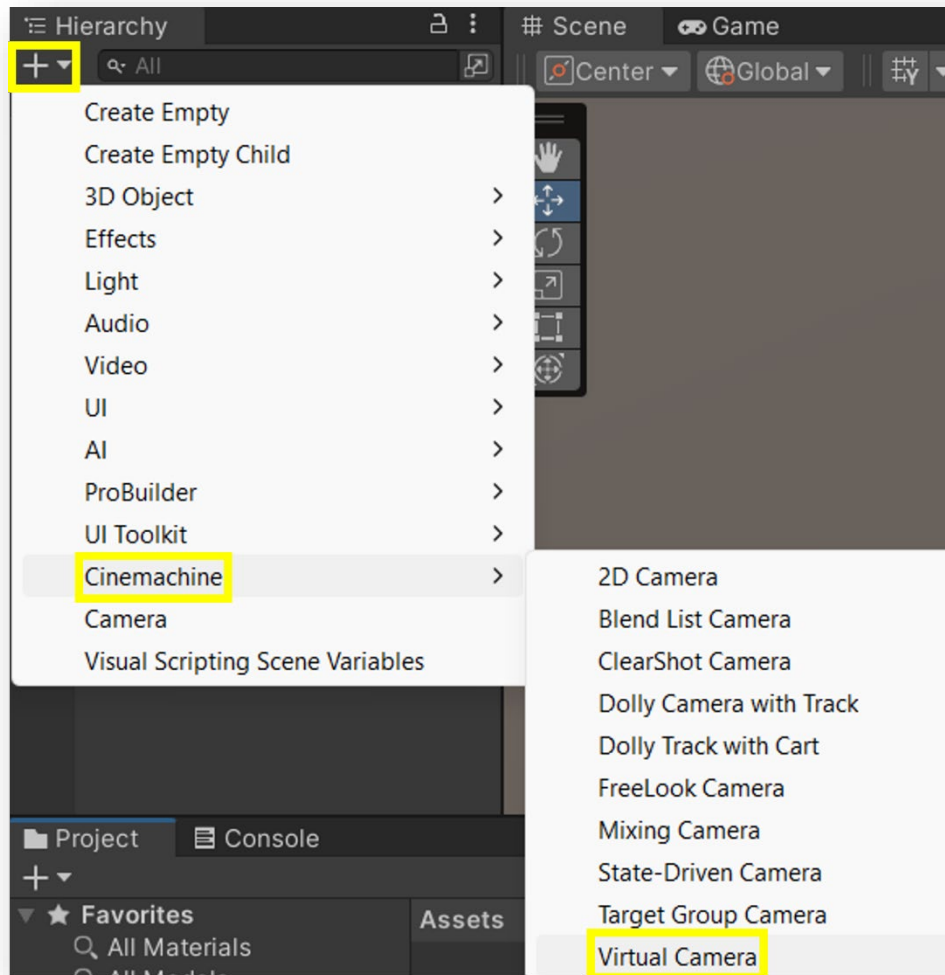 Hierarchy
Scene
Game
All
Center
Global
Create Empty
Create Empty Child
3D Object
Effects
Light
Audio
Video
UI
AI
ProBuilder
UI Toolkit
Cinemachine
Camera
Visual Scripting Scene Variables
2D Camera
Blend List Camera
ClearShot Camera
Dolly Camera with Track
Dolly Track with Cart
FreeLook Camera
Mixing Camera
State-Driven Camera
Target Group Camera
Virtual Camera
Project
Console
Favorites
Assets
All Materials
All Models